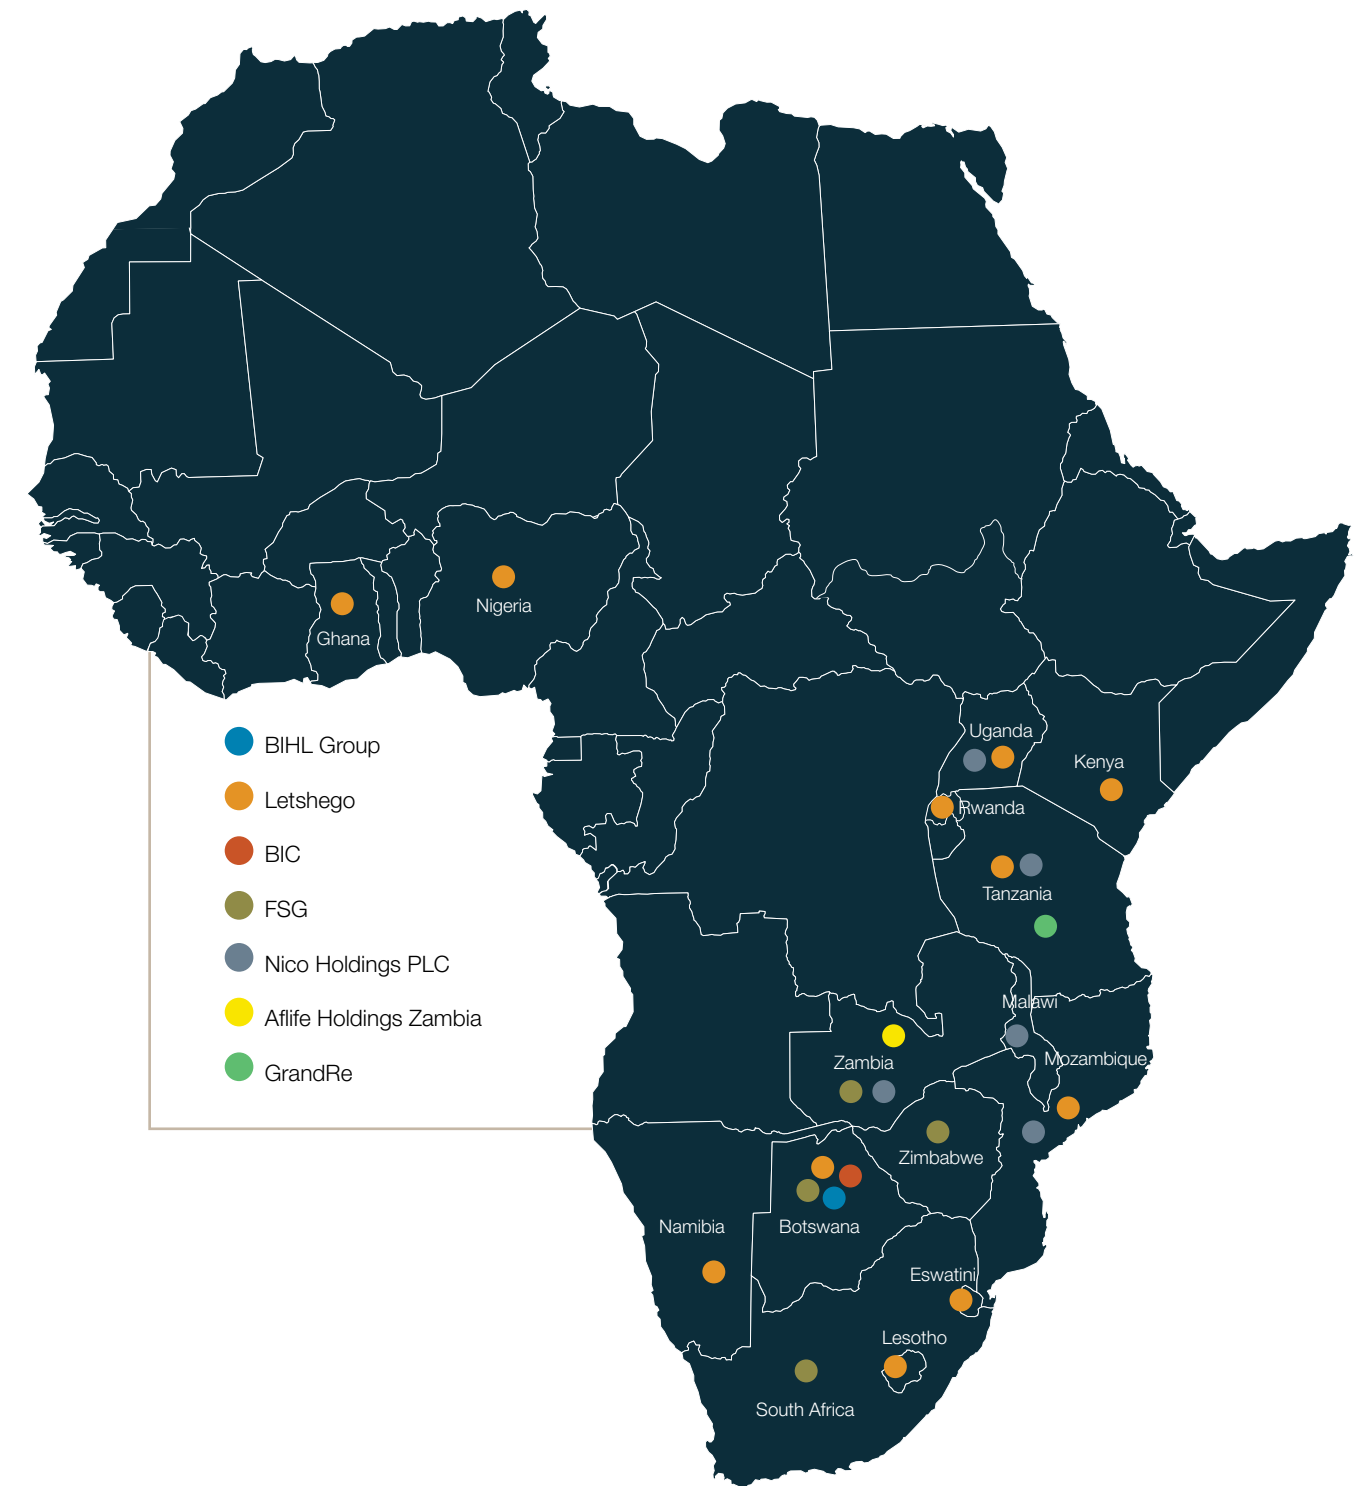 Nigeria
Ghana
BIHL Group
Letshego
BIC
FSG
Nico Holdings PLC
Aflife Holdings Zambia
GrandRe
Uganda
Kenya
Rwanda
Tanzania
Malawi
Mozambique
Zambia
Zimbabwe
Namibia
Botswana
Eswatini
Lesotho
South Africa